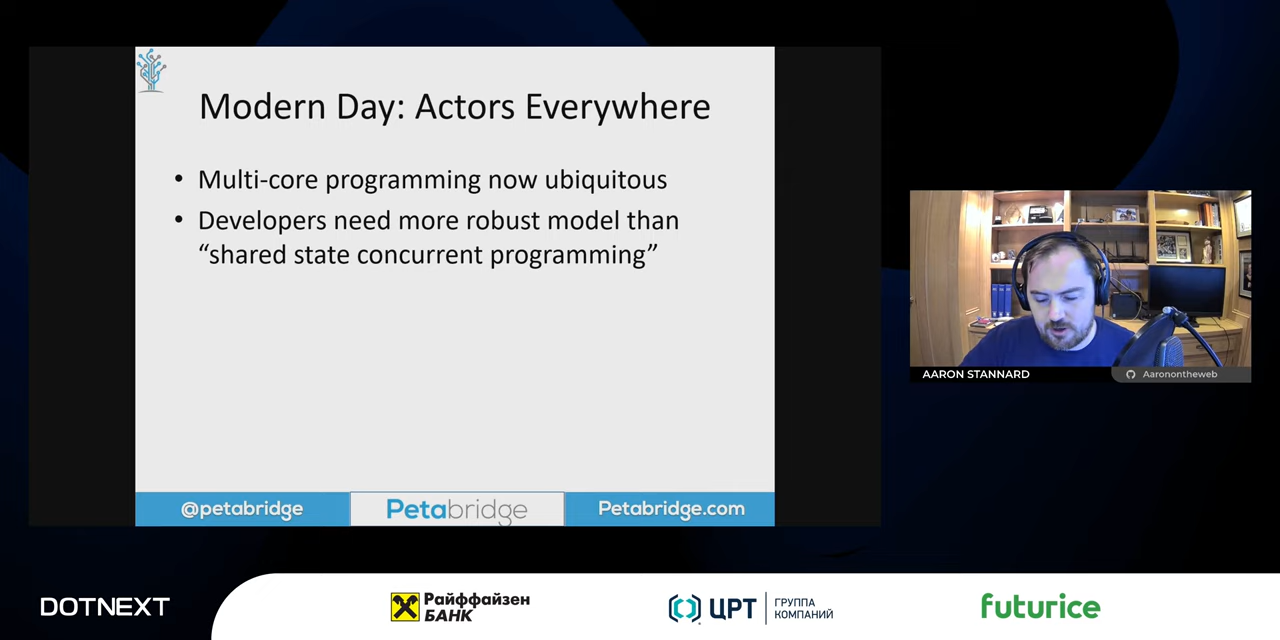 Modern Day: Actors Everywhere
• Multi-core programming now ubiquitous
• Developers need more robust model than
“shared state concurrent programming”
@petabridge
Petabridge
Petabridge.com
AARON STANNARD
Aaronontheweb
DOTNEXT
Райффайзен
БАНК
ЦРТ
ГРУППА
КОМПАНИЙ
futurice